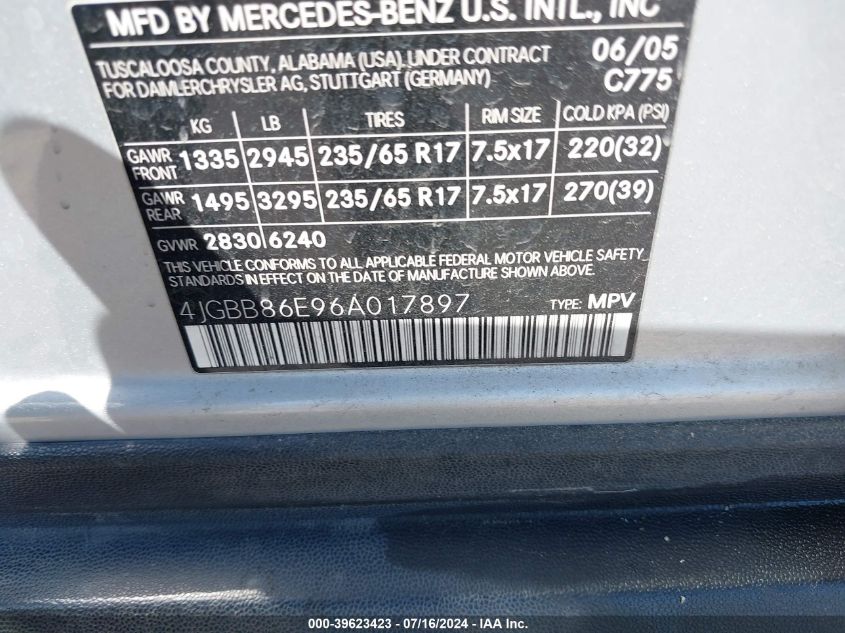 MFD BY MERCEDES-BENZ U.S. INTL., INC
TUSCALOOSA COUNTY, ALABAMA (USA), UNDER CONTRACT 06/05
FOR DAIMLERCHRYSLER AG, STUTTGART (GERMANY) C775
KG LB TIRES RIM SIZE COLD KPA (PSI)
GAWR FRONT 1335 2945 235/65 R17 7.5x17 220(32)
GAWR REAR 1495 3295 235/65 R17 7.5x17 270(39)
GVWR 2830 6240
THIS VEHICLE CONFORMS TO ALL APPLICABLE FEDERAL MOTOR VEHICLE SAFETY
STANDARDS IN EFFECT ON THE DATE OF MANUFACTURE SHOWN ABOVE.
4JGBB86E96A017897 TYPE: MPV
000-39623423 - 07/16/2024 - IAA Inc.